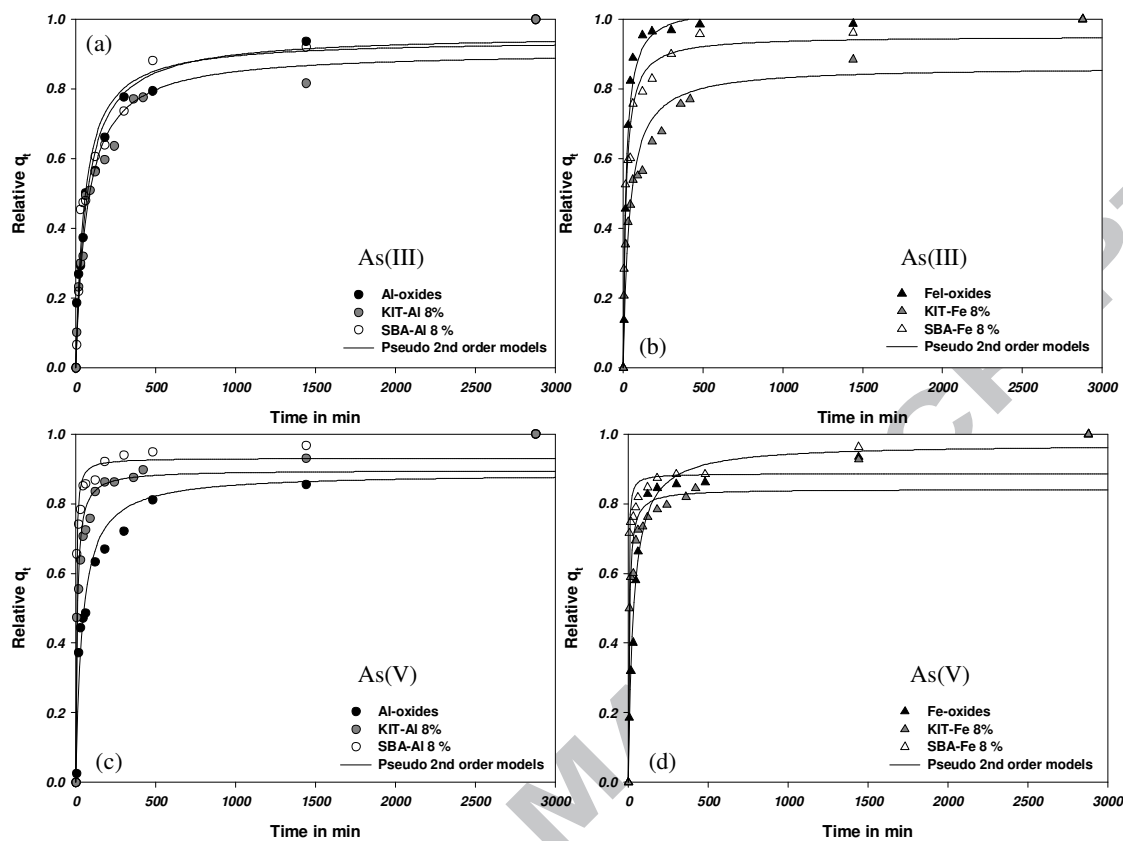 (a)
Relative qt
1.0
0.8
0.6
0.4
0.2
0.0
As(III)
Al-oxides
KIT-Al 8%
SBA-Al 8 %
Pseudo 2nd order models
0 500 1000 1500 2000 2500 3000
Time in min
(b)
Relative qt
1.0
0.8
0.6
0.4
0.2
0.0
As(III)
Fel-oxides
KIT-Fe 8%
SBA-Fe 8 %
Pseudo 2nd order models
0 500 1000 1500 2000 2500 3000
Time in min
(c)
Relative qt
1.0
0.8
0.6
0.4
0.2
0.0
As(V)
Al-oxides
KIT-Al 8%
SBA-Al 8 %
Pseudo 2nd order models
0 500 1000 1500 2000 2500 3000
Time in min
(d)
Relative qt
1.0
0.8
0.6
0.4
0.2
0.0
As(V)
Fe-oxides
KIT-Fe 8%
SBA-Fe 8 %
Pseudo 2nd order models
0 500 1000 1500 2000 2500 3000
Time in min